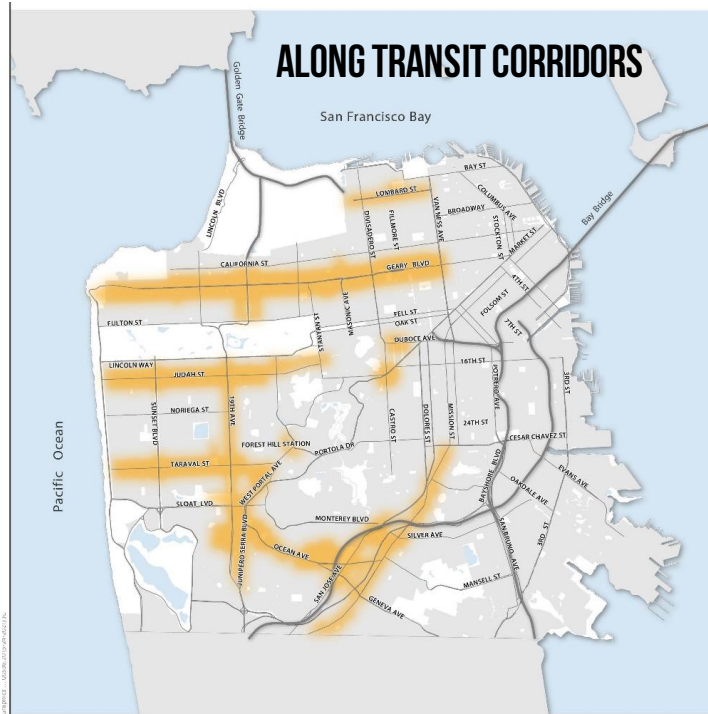 ALONG TRANSIT CORRIDORS
Golden Gate Bridge
San Francisco Bay
BAY ST
LOMBARD ST
COLUMBUS AVE
LINCOLN BLVD
VAN NESS AVE
BROADWAY
DIVISADERO ST
FILLMORE ST
STOCKTON ST
MARKET ST
Bay Bridge
CALIFORNIA ST
GEARY BLVD
4TH ST
FOLSOM ST
MASONIC AVE
STANYAN ST
FULTON ST
FELL ST
OAK ST
7TH ST
DUBOCE AVE
LINCOLN WAY
16TH ST
JUDAH ST
POTRERO AVE
3RD ST
SUNSET BLVD
19TH AVE
NORIEGA ST
CASTRO ST
DOLORES ST
MISSION ST
24TH ST
Pacific Ocean
FOREST HILL STATION
PORTOLA DR
CESAR CHAVEZ ST
TARAVAL ST
WEST PORTAL AVE
BAYSHORE BLVD
EVANS AVE
OAKDALE AVE
SLOAT LVD
MONTEREY BLVD
JUNIPERO SERRA BLVD
OCEAN AVE
SILVER AVE
SAN BRUNO AVE
3RD ST
SAN JOSE AVE
MANSELL ST
GENEVA AVE